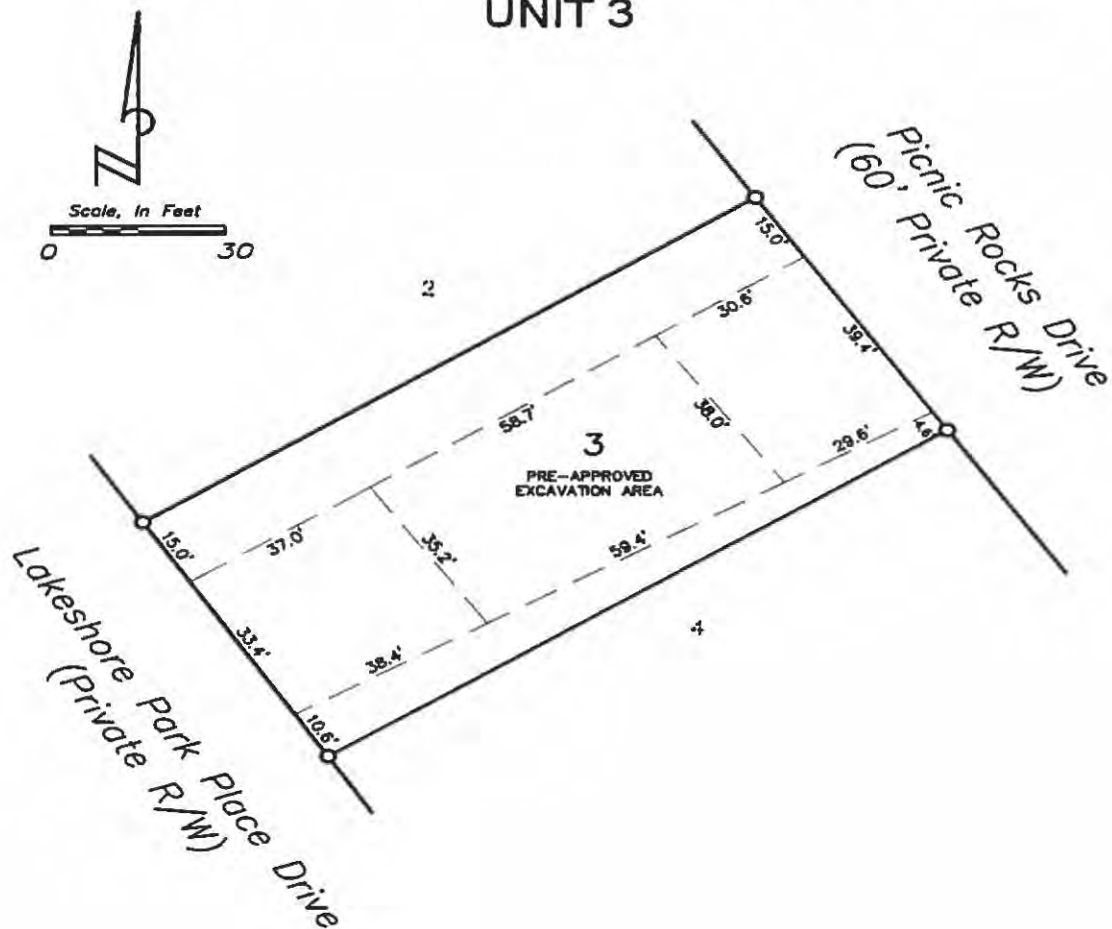 UNIT 3
N
Scale, In Feet
0 30
Picnic Rocks Drive
(60' Private R/W)
2
15.0'
30.6'
39.4'
58.7'
38.0'
3
PRE-APPROVED
EXCAVATION AREA
29.6'
4.6'
15.0'
37.0'
35.2'
59.4'
33.4'
38.4'
10.6'
4
Lakeshore Park Place Drive
(Private R/W)